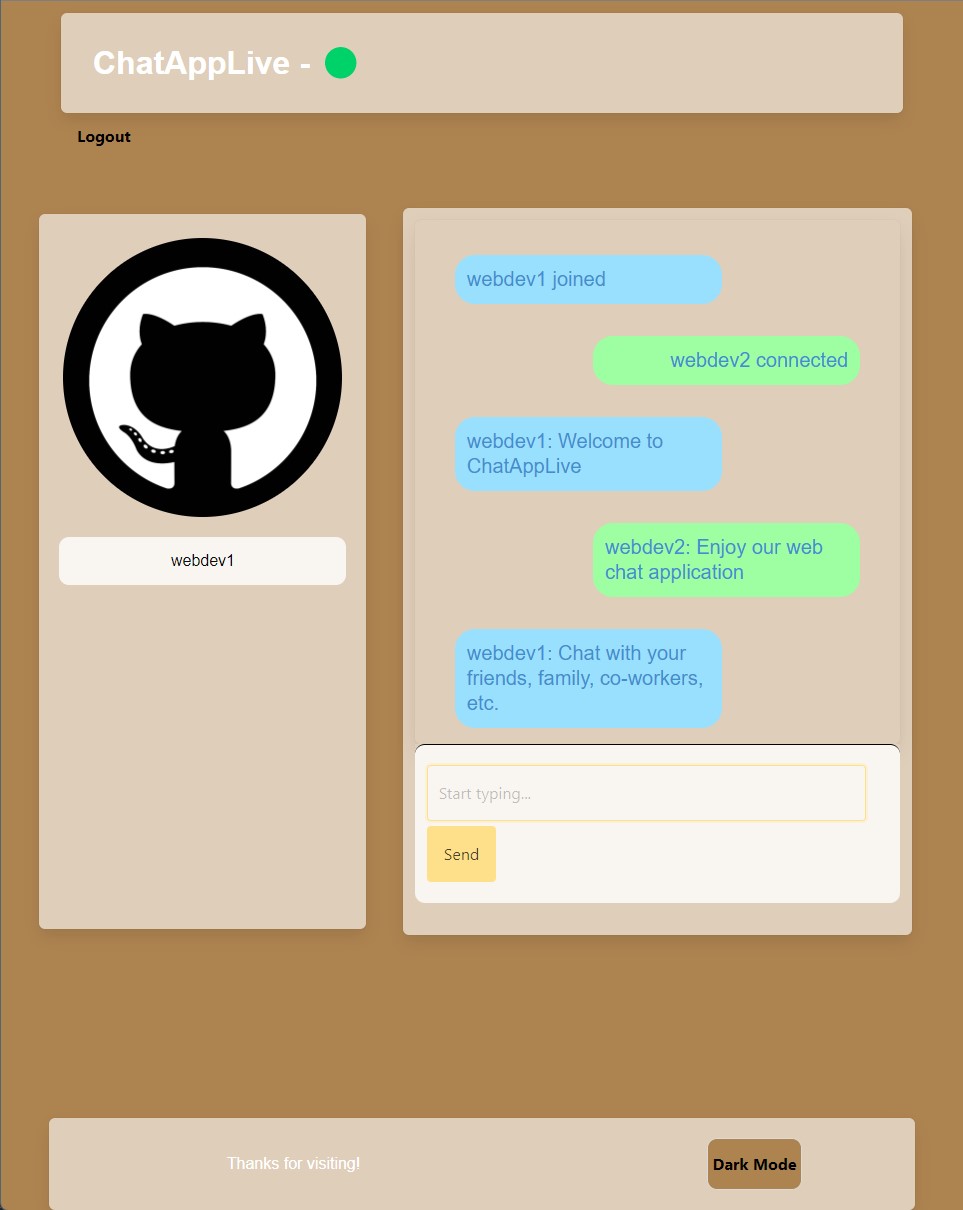 ChatAppLive -
Logout
webdev1
webdev1 joined
webdev2 connected
webdev1: Welcome to
ChatAppLive
webdev2: Enjoy our web
chat application
webdev1: Chat with your
friends, family, co-workers,
etc.
Start typing...
Send
Thanks for visiting!
Dark Mode